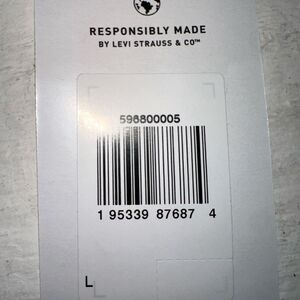 RESPONSIBLY MADE
BY LEVI STRAUSS & CO™
596800005
1 95339 87687 4
L